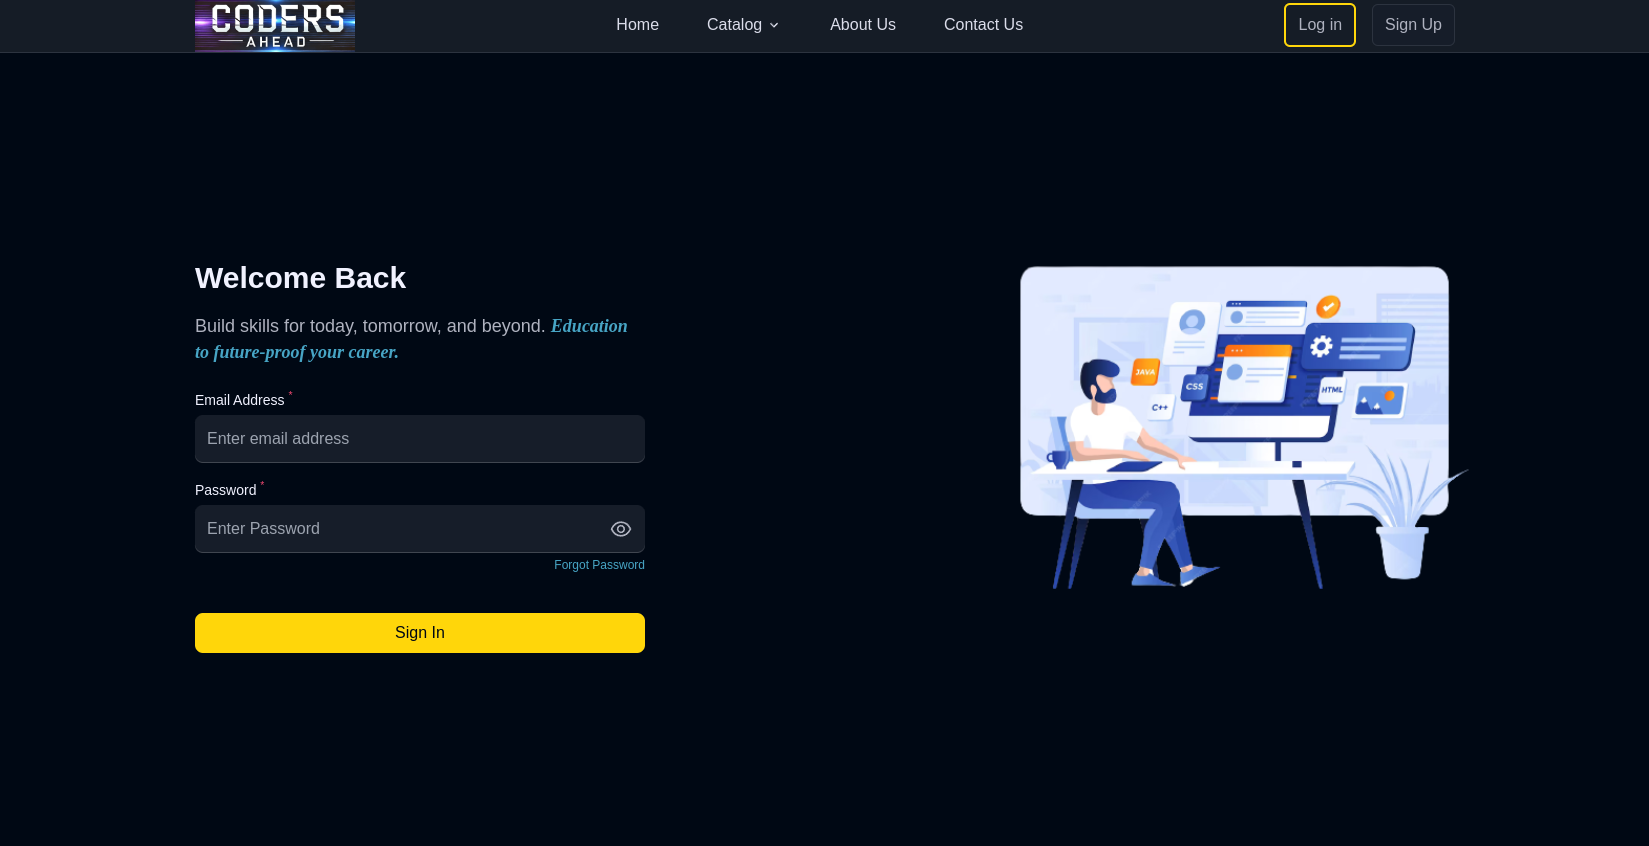 CODERS
AHEAD
Home
Catalog
About Us
Contact Us
Log in
Sign Up
Welcome Back
Build skills for today, tomorrow, and beyond. Education
to future-proof your career.
Email Address *
Enter email address
Password *
Enter Password
Forgot Password
Sign In
JAVA
CSS
C++
HTML